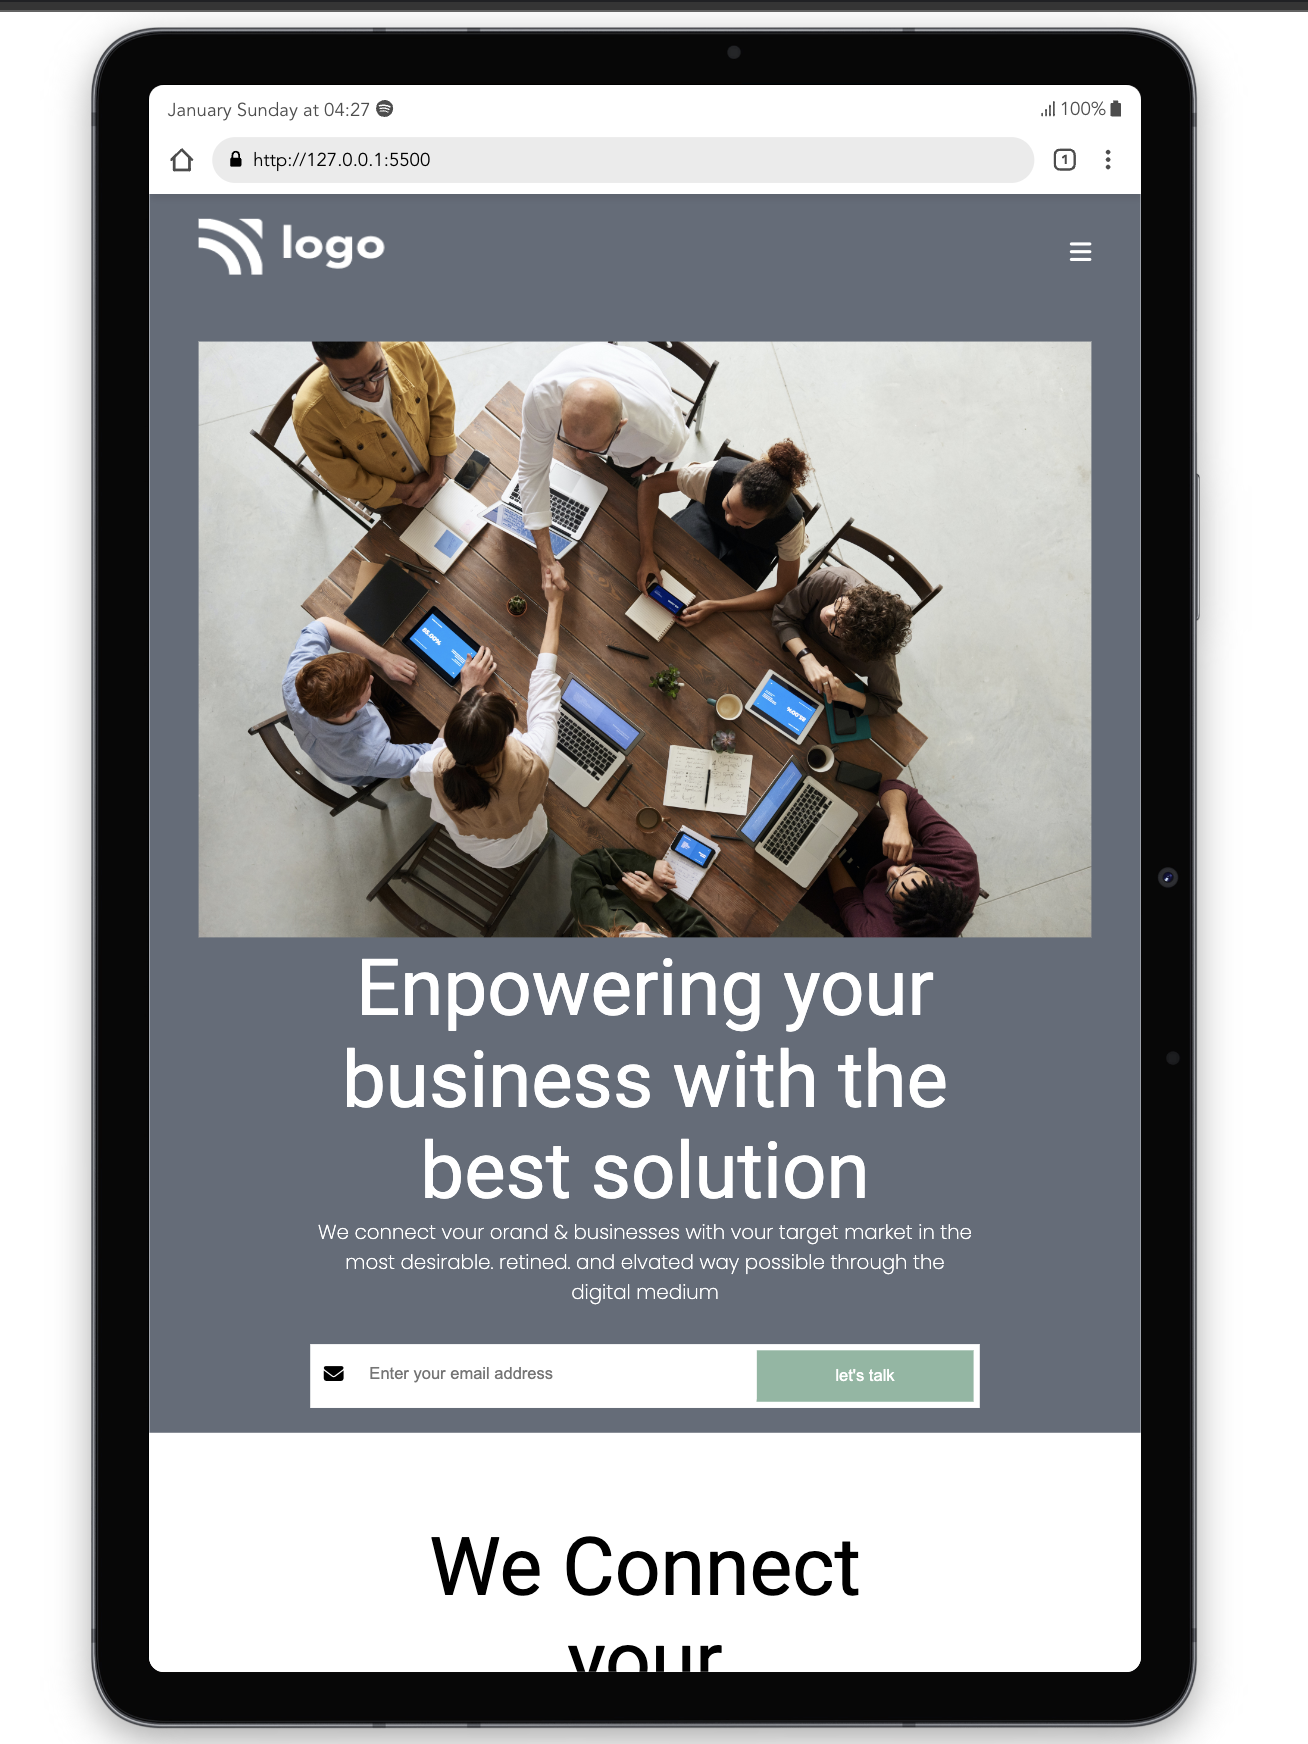 January Sunday at 04:27
100%
http://127.0.0.1:5500
1
logo
Enpowering your
business with the
best solution
We connect vour orand & businesses with vour target market in the
most desirable. retined. and elvated way possible through the
digital medium
Enter your email address
let's talk
We Connect
your